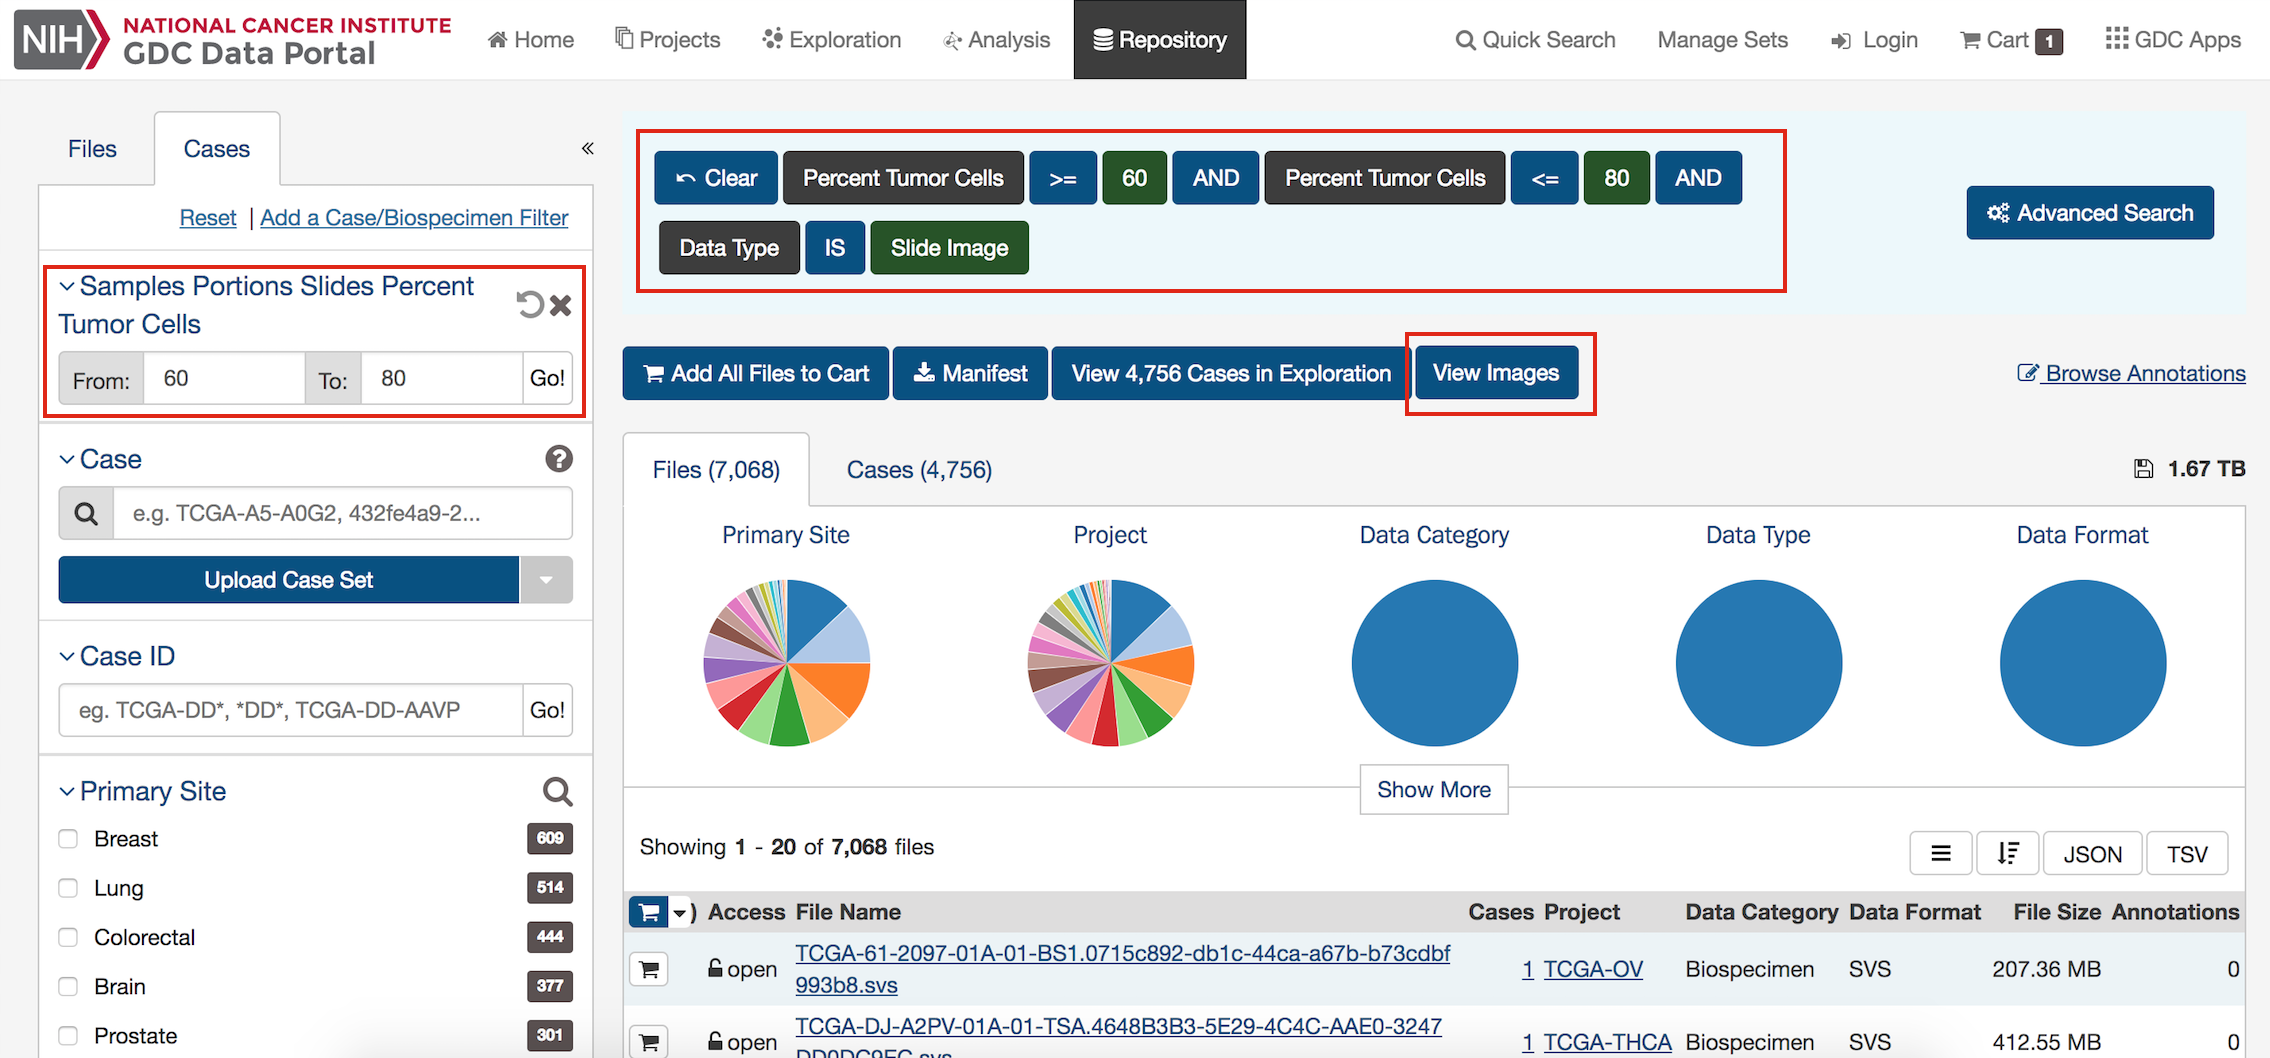 NIH NATIONAL CANCER INSTITUTE
GDC Data Portal
Home Projects Exploration Analysis Repository Quick Search Manage Sets Login Cart 1 GDC Apps
Files Cases «
Reset | Add a Case/Biospecimen Filter
Samples Portions Slides Percent
Tumor Cells
From: 60 To: 80 Go!
Case
e.g. TCGA-A5-A0G2, 432fe4a9-2...
Upload Case Set
Case ID
eg. TCGA-DD*, *DD*, TCGA-DD-AAVP Go!
Primary Site
Breast 609
Lung 514
Colorectal 444
Brain 377
Prostate 301
Clear Percent Tumor Cells >= 60 AND Percent Tumor Cells <= 80 AND
Data Type IS Slide Image
Advanced Search
Add All Files to Cart Manifest View 4,756 Cases in Exploration View Images
Browse Annotations
Files (7,068) Cases (4,756) 1.67 TB
Primary Site Project Data Category Data Type Data Format
Show More
Showing 1 - 20 of 7,068 files
JSON TSV
) Access File Name Cases Project Data Category Data Format File Size Annotations
open TCGA-61-2097-01A-01-BS1.0715c892-db1c-44ca-a67b-b73cdbf
993b8.svs 1 TCGA-OV Biospecimen SVS 207.36 MB 0
open TCGA-DJ-A2PV-01A-01-TSA.4648B3B3-5E29-4C4C-AAE0-3247
1 TCGA-THCA Biospecimen SVS 412.55 MB 0